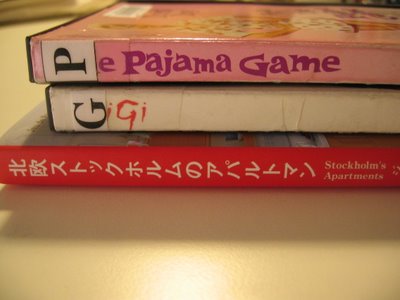 P e Pajama Game
G iGi
北欧ストックホルムのアパルトマン Stockholm's
Apartments